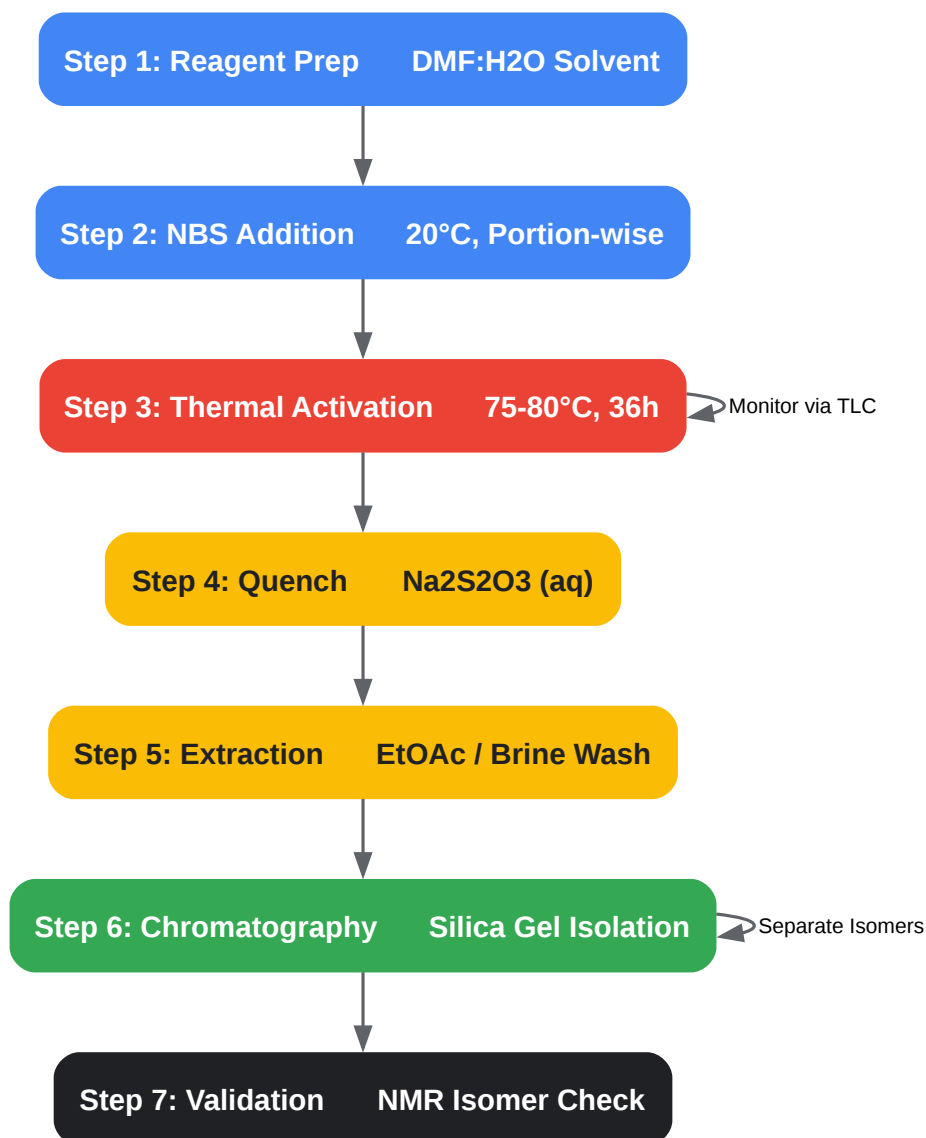 Step 1: Reagent Prep DMF:H2O Solvent
Step 2: NBS Addition 20°C, Portion-wise
Step 3: Thermal Activation 75-80°C, 36h
Monitor via TLC
Step 4: Quench Na2S2O3 (aq)
Step 5: Extraction EtOAc / Brine Wash
Step 6: Chromatography Silica Gel Isolation
Separate Isomers
Step 7: Validation NMR Isomer Check